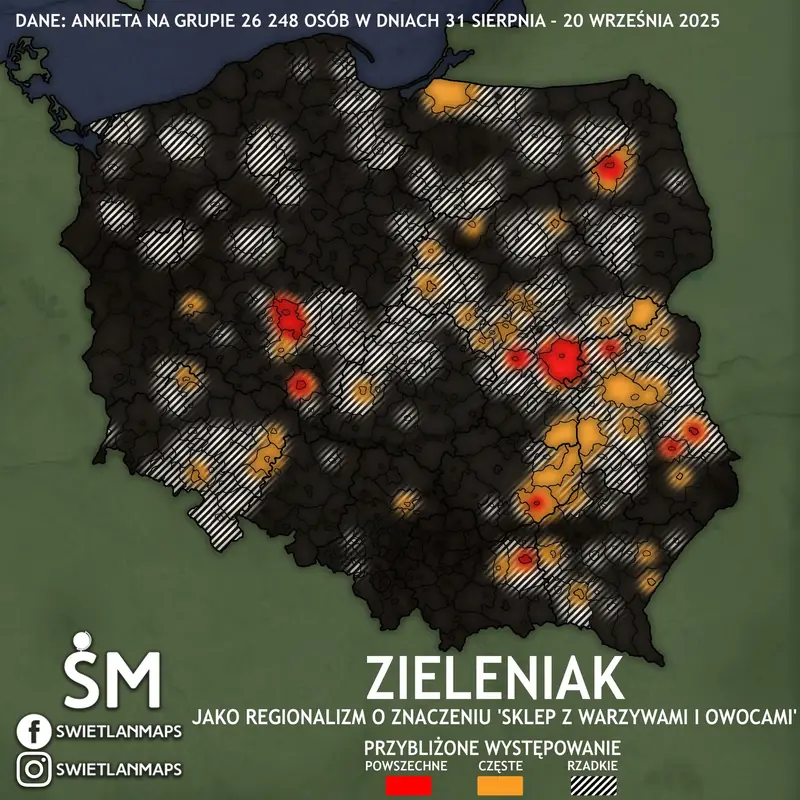 DANE: ANKIETA NA GRUPIE 26 248 OSÓB W DNIACH 31 SIERPNIA - 20 WRZEŚNIA 2025
ŚM
SWIETLANMAPS
SWIETLANMAPS
ZIELENIAK
JAKO REGIONALIZM O ZNACZENIU 'SKLEP Z WARZYWAMI I OWOCAMI'
PRZYBLIŻONE WYSTĘPOWANIE
POWSZECHNE CZĘSTE RZADKIE